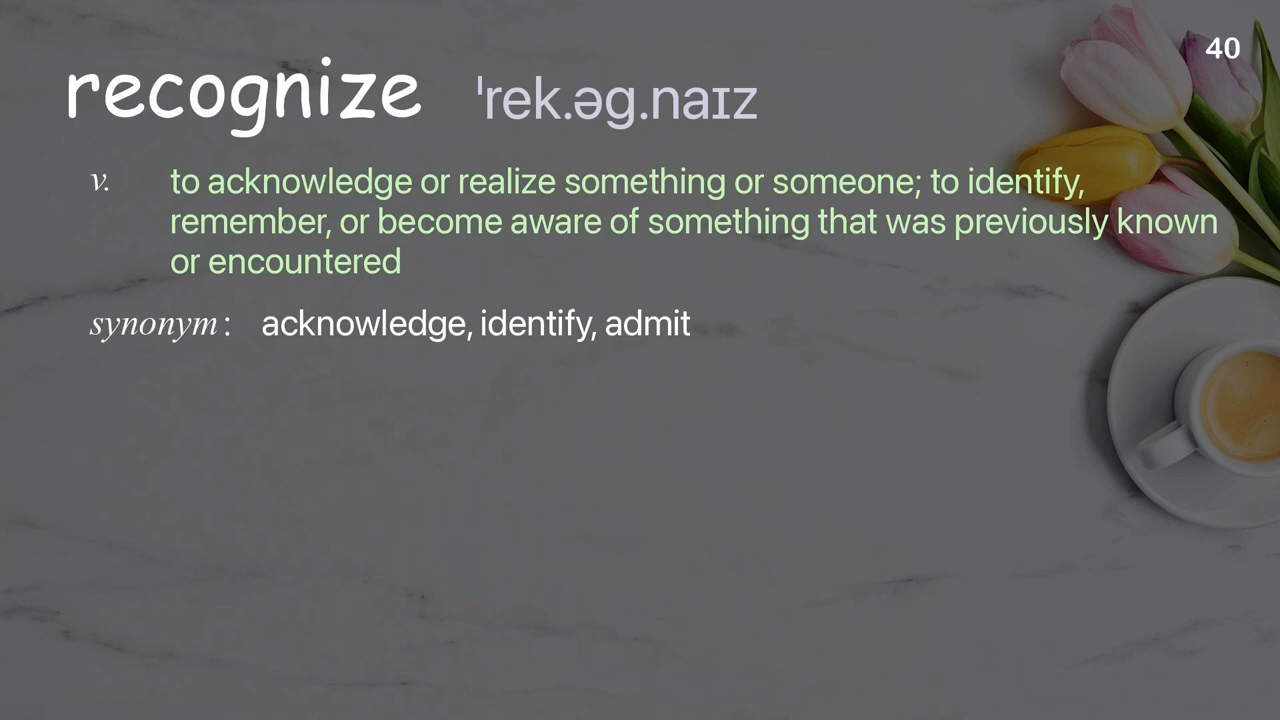 40
recognize ˈrek.əg.naɪz
v. to acknowledge or realize something or someone; to identify,
remember, or become aware of something that was previously known
or encountered
synonym: acknowledge, identify, admit